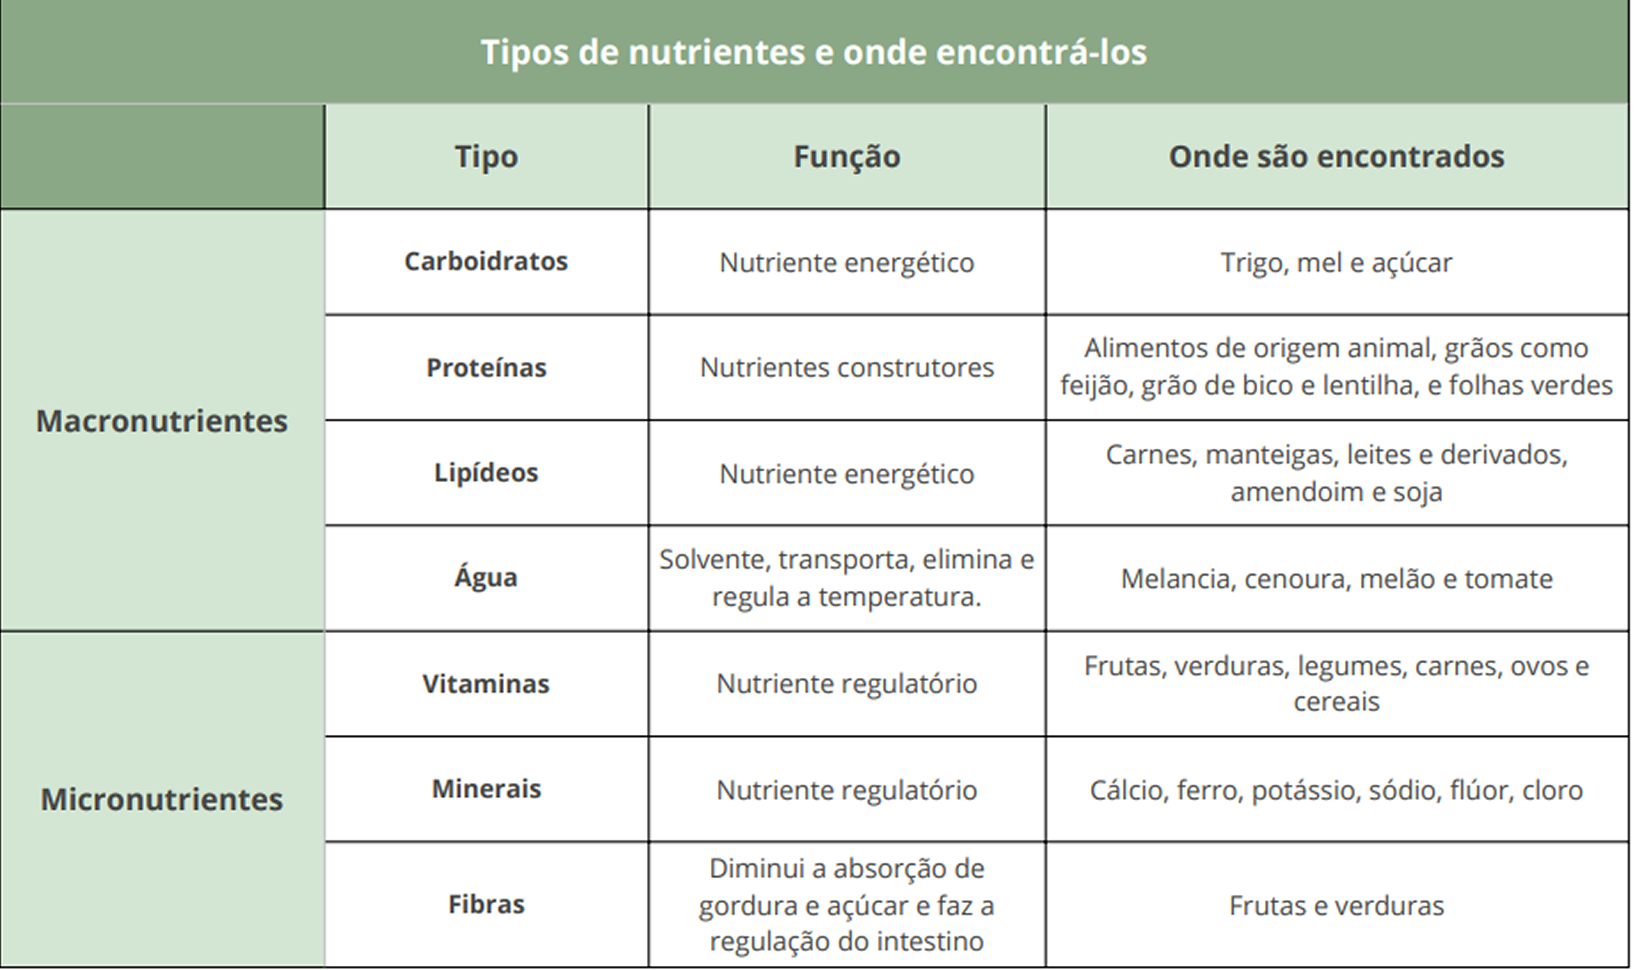 Tipos de nutrientes e onde encontrá-los
Tipo
Função
Onde são encontrados
Macronutrientes
Carboidratos
Nutriente energético
Trigo, mel e açúcar
Proteínas
Nutrientes construtores
Alimentos de origem animal, grãos como
feijão, grão de bico e lentilha, e folhas verdes
Lipídeos
Nutriente energético
Carnes, manteigas, leites e derivados,
amendoim e soja
Água
Solvente, transporta, elimina e
regula a temperatura.
Melancia, cenoura, melão e tomate
Micronutrientes
Vitaminas
Nutriente regulatório
Frutas, verduras, legumes, carnes, ovos e
cereais
Minerais
Nutriente regulatório
Cálcio, ferro, potássio, sódio, flúor, cloro
Fibras
Diminui a absorção de
gordura e açúcar e faz a
regulação do intestino
Frutas e verduras